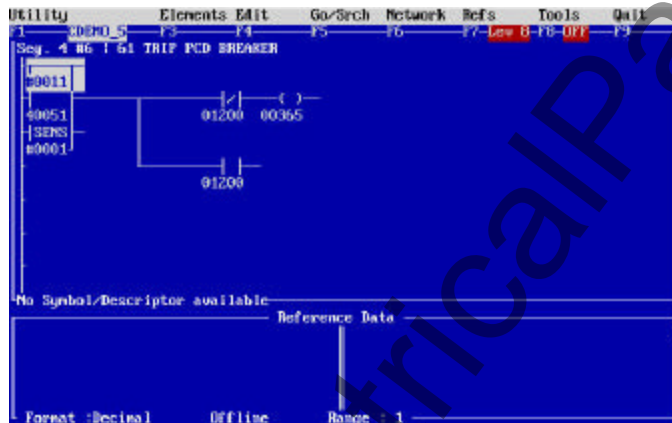 Utility Elements Edit Go/Srch Network Refs Tools Quit
F1 XDEMO_5 F3 F4 F5 F6 F7-Lev 8-F8-OFF F9
Seg. 4 #6 | 61 TRIP PCD BREAKER
#0011
40051 01200 00365
SENS
#0001
01200
No Symbol/Descriptor available
Reference Data
Format :Decimal Offline Range : 1